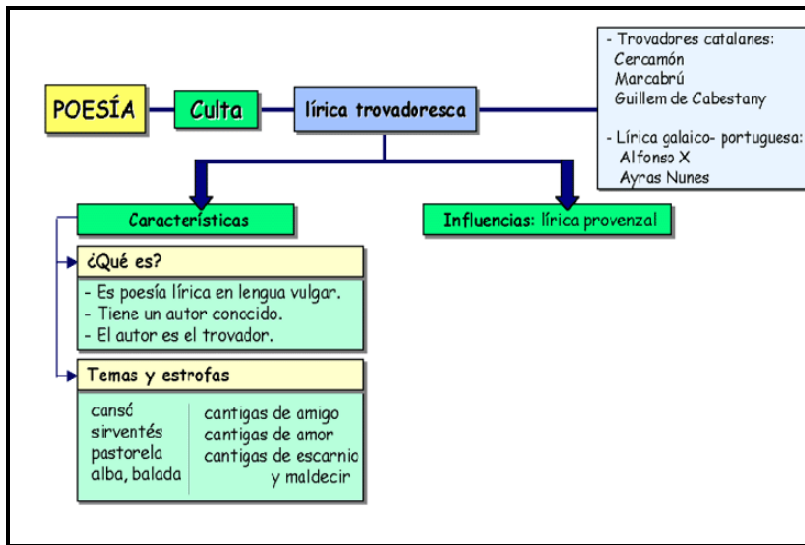 POESÍA
Culta
lírica trovadoresca
- Trovadores catalanes:
Cercamón
Marcabrú
Guillem de Cabestany
- Lírica galaico- portuguesa:
Alfonso X
Ayras Nunes
Características
Influencias: lírica provenzal
¿Qué es?
- Es poesía lírica en lengua vulgar.
- Tiene un autor conocido.
- El autor es el trovador.
Temas y estrofas
cansó
sirventés
pastorela
alba, balada
cantigas de amigo
cantigas de amor
cantigas de escarnio
y maldecir